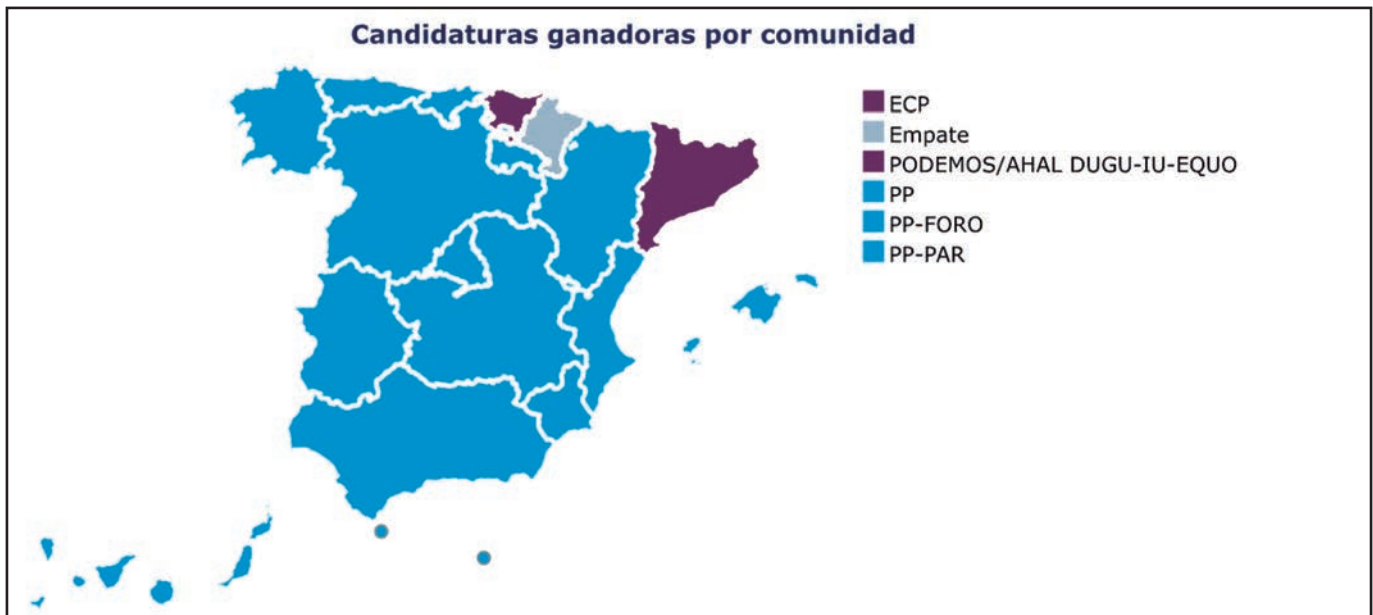 Candidaturas ganadoras por comunidad
ECP
Empate
PODEMOS/AHAL DUGU-IU-EQUO
PP
PP-FORO
PP-PAR